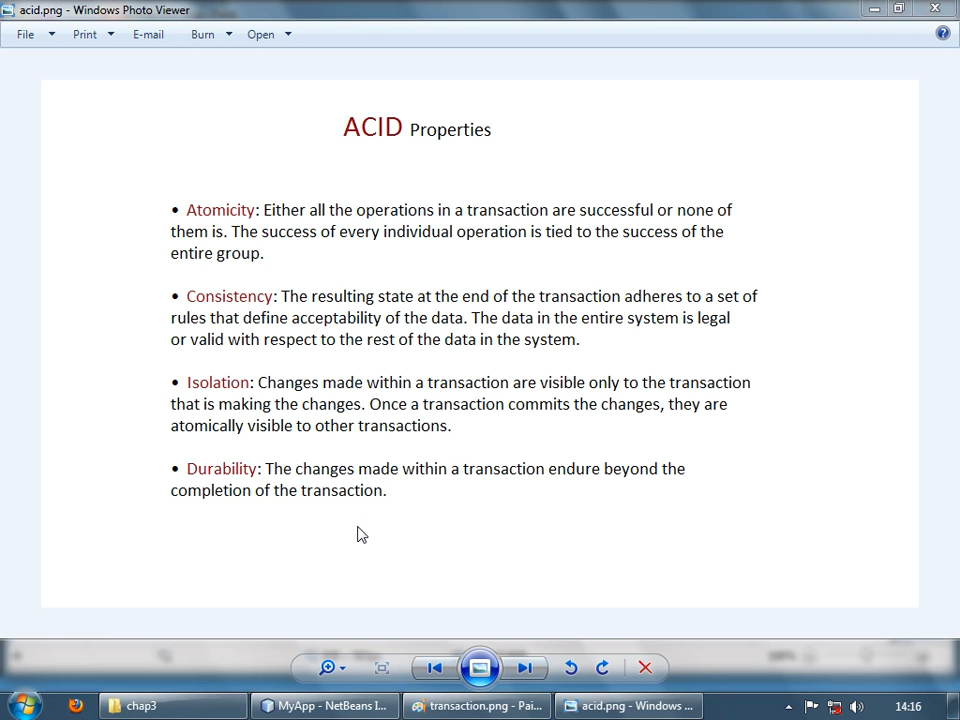 acid.png - Windows Photo Viewer
File Print E-mail Burn Open
ACID Properties
• Atomicity: Either all the operations in a transaction are successful or none of
them is. The success of every individual operation is tied to the success of the
entire group.
• Consistency: The resulting state at the end of the transaction adheres to a set of
rules that define acceptability of the data. The data in the entire system is legal
or valid with respect to the rest of the data in the system.
• Isolation: Changes made within a transaction are visible only to the transaction
that is making the changes. Once a transaction commits the changes, they are
atomically visible to other transactions.
• Durability: The changes made within a transaction endure beyond the
completion of the transaction.
chap3 MyApp - NetBeans I... transaction.png - Pai... acid.png - Windows ... 14:16